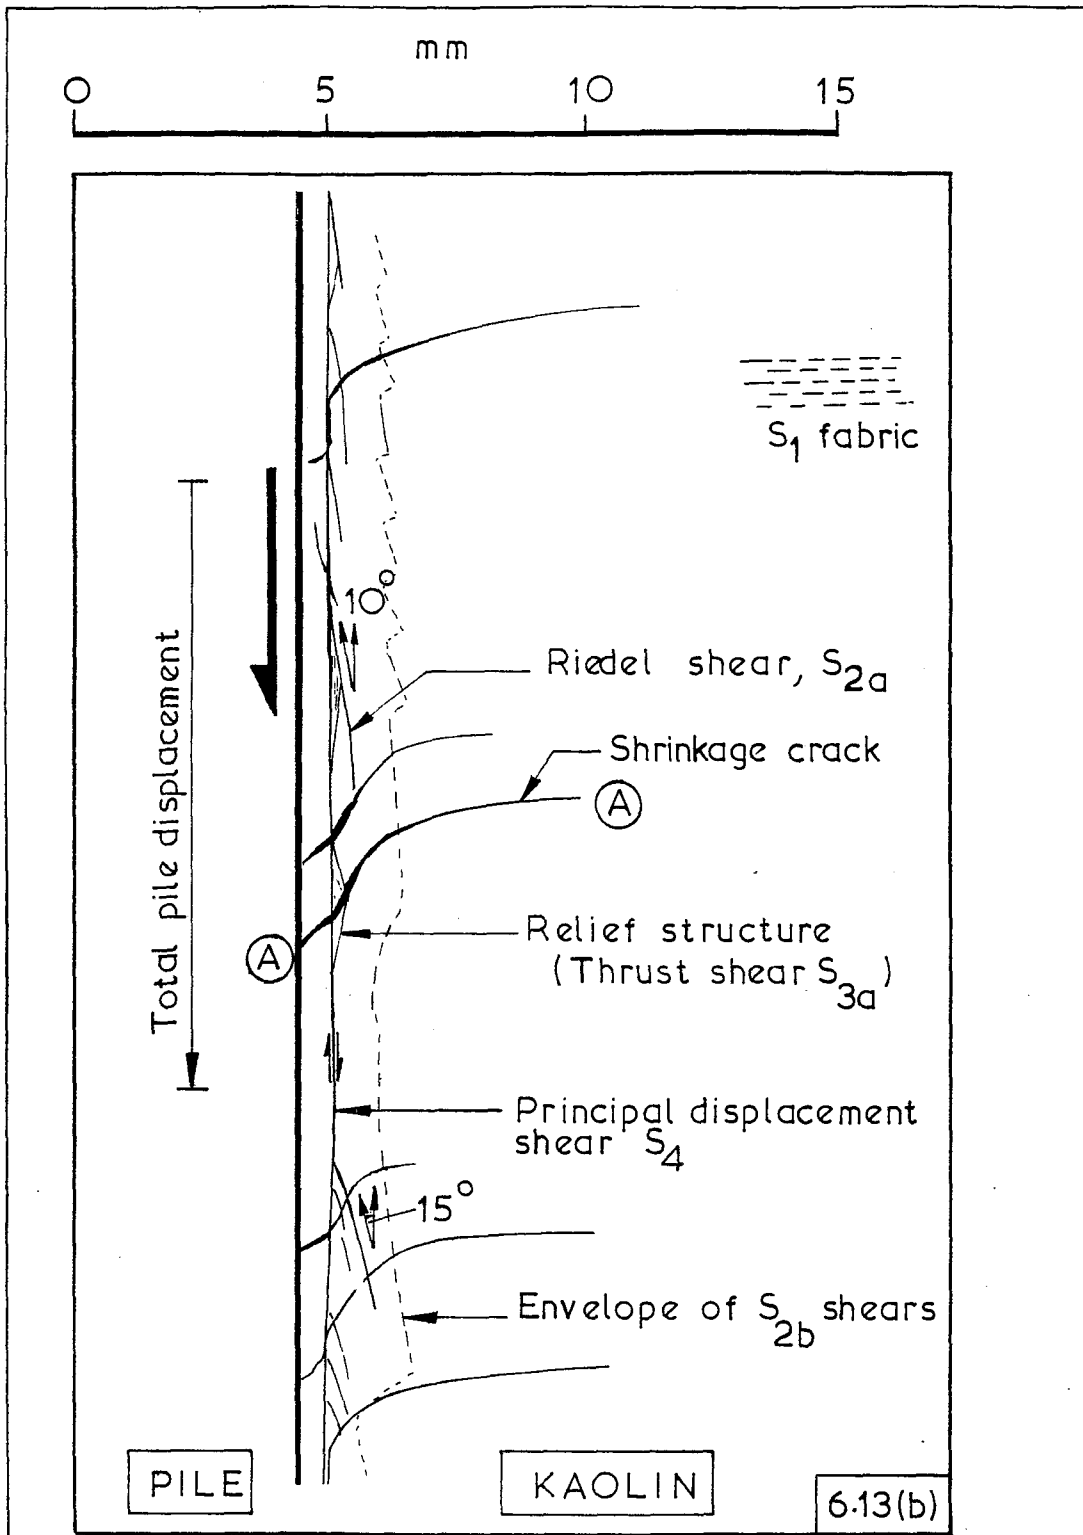 mm
0 5 10 15
S1 fabric
10°
Riedel shear, S2a
Shrinkage crack
A
Total pile displacement
Relief structure
(Thrust shear S3a)
A
Principal displacement
shear S4
15°
Envelope of S2b shears
PILE
KAOLIN
6.13(b)